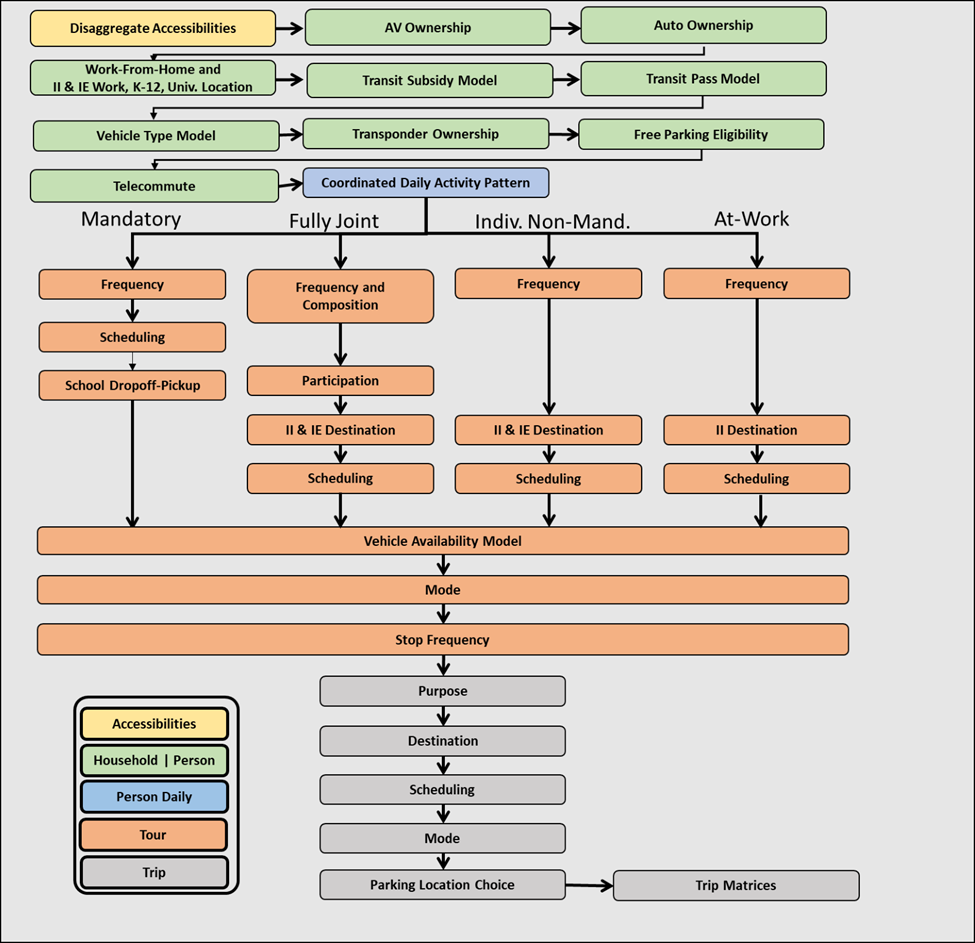 Disaggregate Accessibilities
AV Ownership
Auto Ownership
Work-From-Home and
II & IE Work, K-12, Univ. Location
Transit Subsidy Model
Transit Pass Model
Vehicle Type Model
Transponder Ownership
Free Parking Eligibility
Telecommute
Coordinated Daily Activity Pattern
Mandatory
Fully Joint
Indiv. Non-Mand.
At-Work
Frequency
Frequency and
Composition
Frequency
Frequency
Scheduling
School Dropoff-Pickup
Participation
II & IE Destination
II & IE Destination
II Destination
Scheduling
Scheduling
Scheduling
Vehicle Availability Model
Mode
Stop Frequency
Purpose
Destination
Scheduling
Mode
Parking Location Choice
Trip Matrices
Accessibilities
Household | Person
Person Daily
Tour
Trip